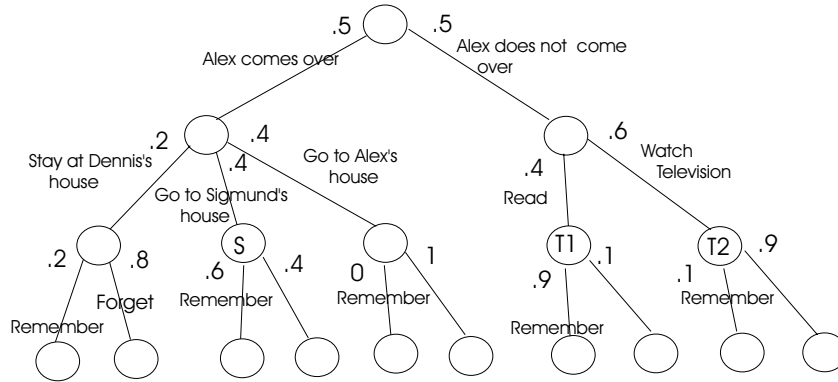 .5 .5
Alex comes over
Alex does not come
over
.2 .4 .6
.4
Stay at Dennis's
house
Go to Sigmund's
house
Go to Alex's
house
.4
Read
Watch
Television
S T1 T2
.2 .8 .6 .4 0 1 .9 .1 .1 .9
Remember
Forget
Remember
Remember
Remember
Remember